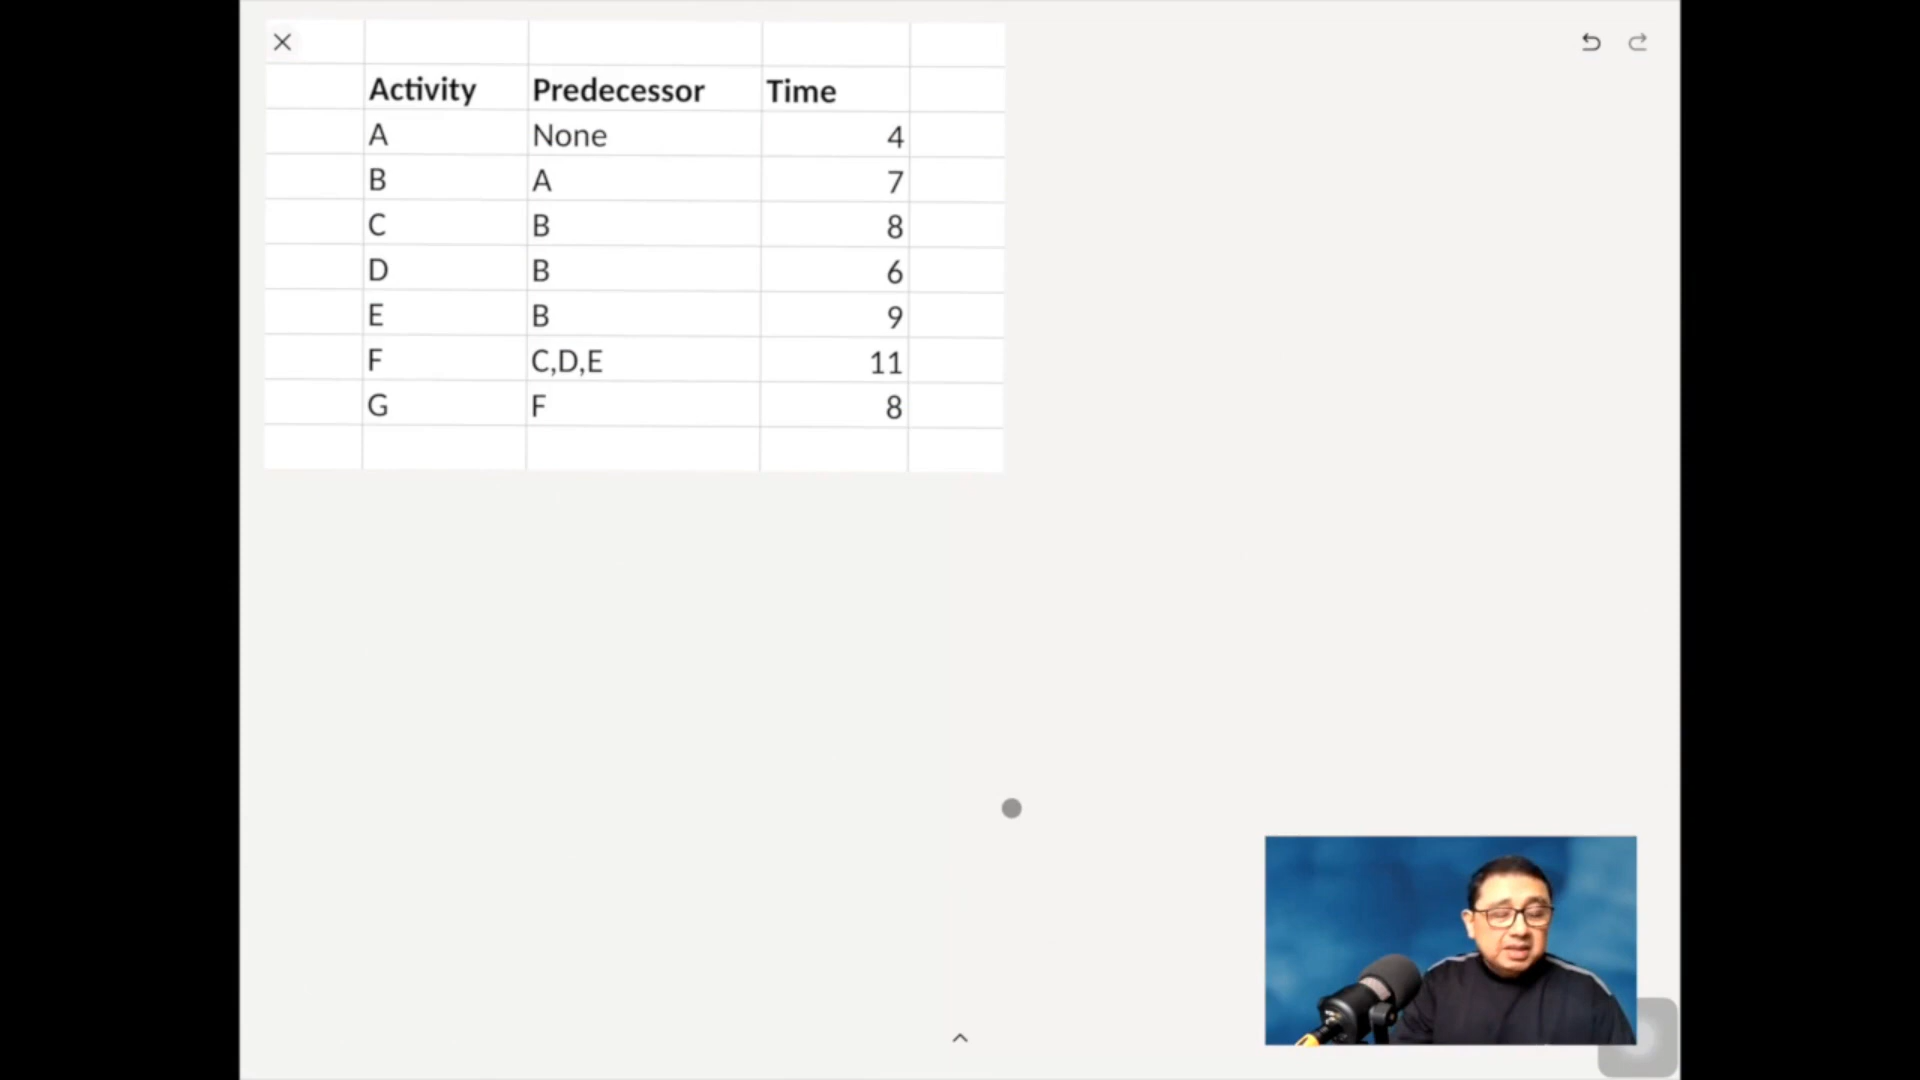 Activity Predecessor Time
A None 4
B A 7
C B 8
D B 6
E B 9
F C,D,E 11
G F 8